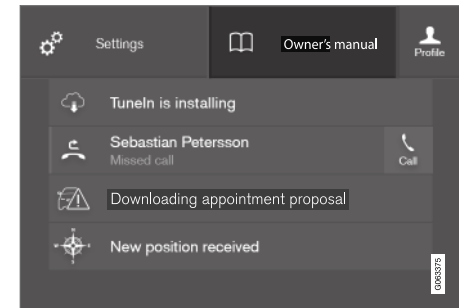 Settings
Owner's manual
Profile
TuneIn is installing
Sebastian Petersson
Missed call
Call
Downloading appointment proposal
New position received
G063375